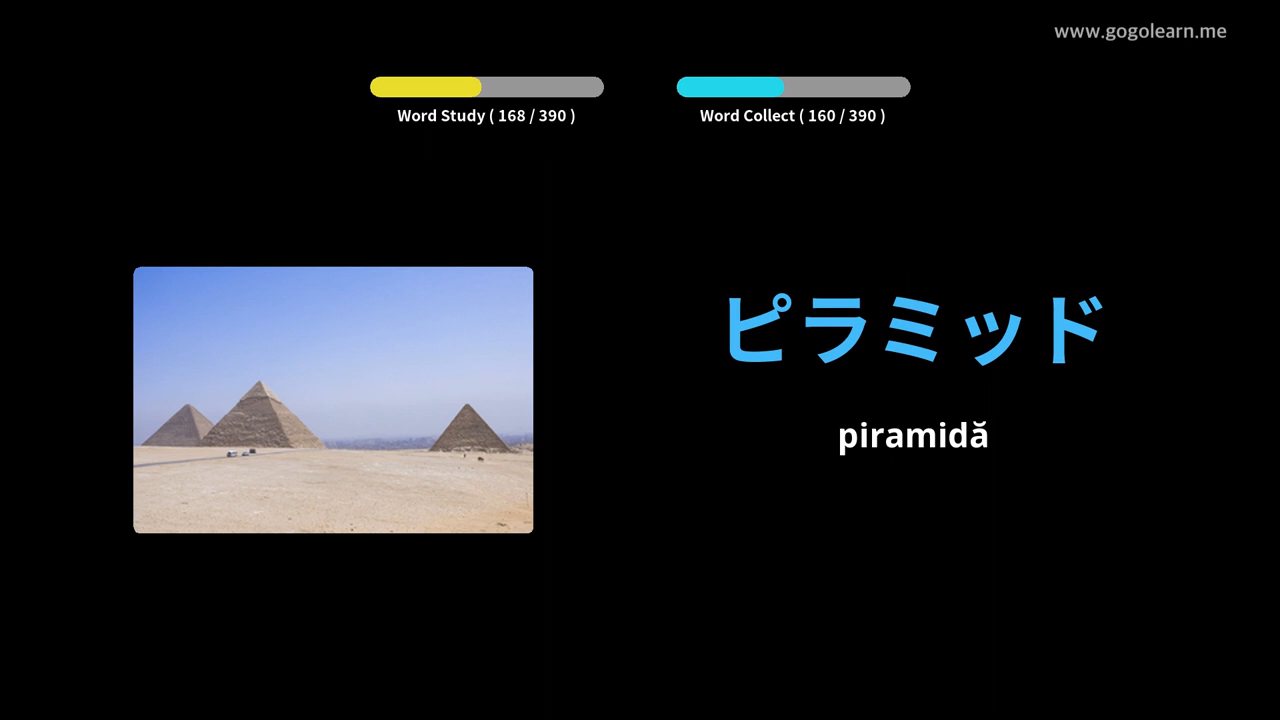 www.gogolearn.me
Word Study ( 168 / 390 )
Word Collect ( 160 / 390 )
ピラミッド
piramidă